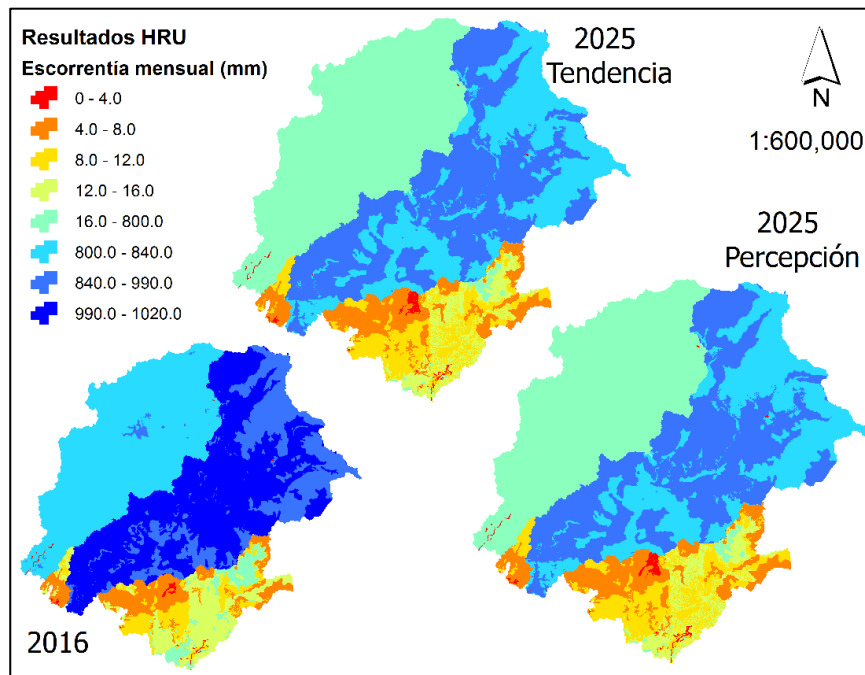 Resultados HRU
Escorrentía mensual (mm)
0 - 4.0
4.0 - 8.0
8.0 - 12.0
12.0 - 16.0
16.0 - 800.0
800.0 - 840.0
840.0 - 990.0
990.0 - 1020.0
2025
Tendencia
N
1:600,000
2025
Percepción
2016